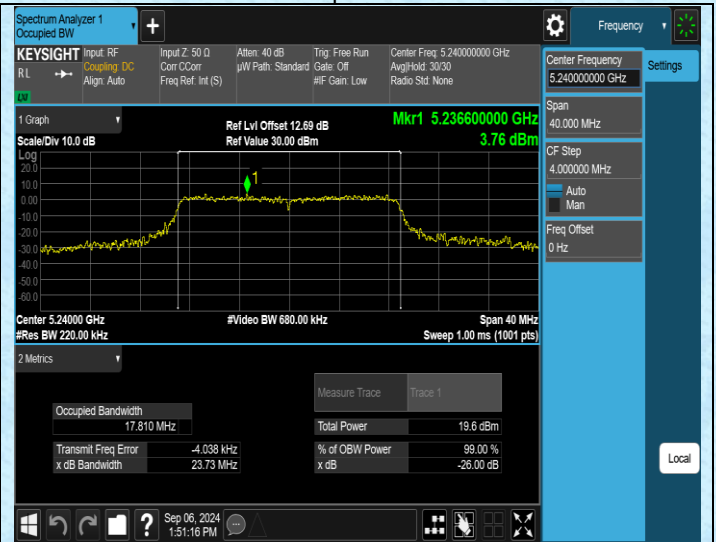 Spectrum Analyzer 1
Occupied BW
Frequency
KEYSIGHT Input: RF Input Z: 50 Ω Atten: 40 dB Trig: Free Run Center Freq: 5.240000000 GHz
RL Coupling: DC Corr CCorr µW Path: Standard Gate: Off Avg|Hold: 30/30
Align: Auto Freq Ref: Int (S) #IF Gain: Low Radio Std: None
LXI
1 Graph Ref Lvl Offset 12.69 dB Mkr1 5.236600000 GHz
Scale/Div 10.0 dB Ref Value 30.00 dBm 3.76 dBm
Log
20.0
10.0
0.00
-10.0
-20.0
-30.0
-40.0
-50.0
-60.0
1
Center 5.24000 GHz #Video BW 680.00 kHz Span 40 MHz
#Res BW 220.00 kHz Sweep 1.00 ms (1001 pts)
2 Metrics
Measure Trace Trace 1
Occupied Bandwidth
17.810 MHz Total Power 19.6 dBm
Transmit Freq Error -4.038 kHz % of OBW Power 99.00 %
x dB Bandwidth 23.73 MHz x dB -26.00 dB
Sep 06, 2024
1:51:16 PM
Center Frequency
5.240000000 GHz
Settings
Span
40.000 MHz
CF Step
4.000000 MHz
Auto
Man
Freq Offset
0 Hz
Local